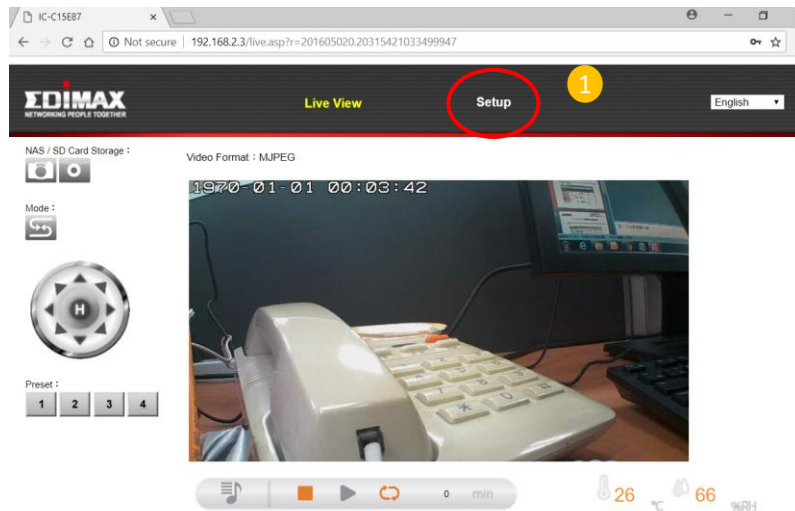 IC-C15E87
Not secure | 192.168.2.3/live.asp?r=201605020.20315421033499947
EDIMAX
NETWORKING PEOPLE TOGETHER
Live View
Setup
1
English
NAS / SD Card Storage :
Video Format : MJPEG
1970-01-01 00:03:42
Mode :
H
Preset :
1 2 3 4
0 min
26 °C
66 %RH